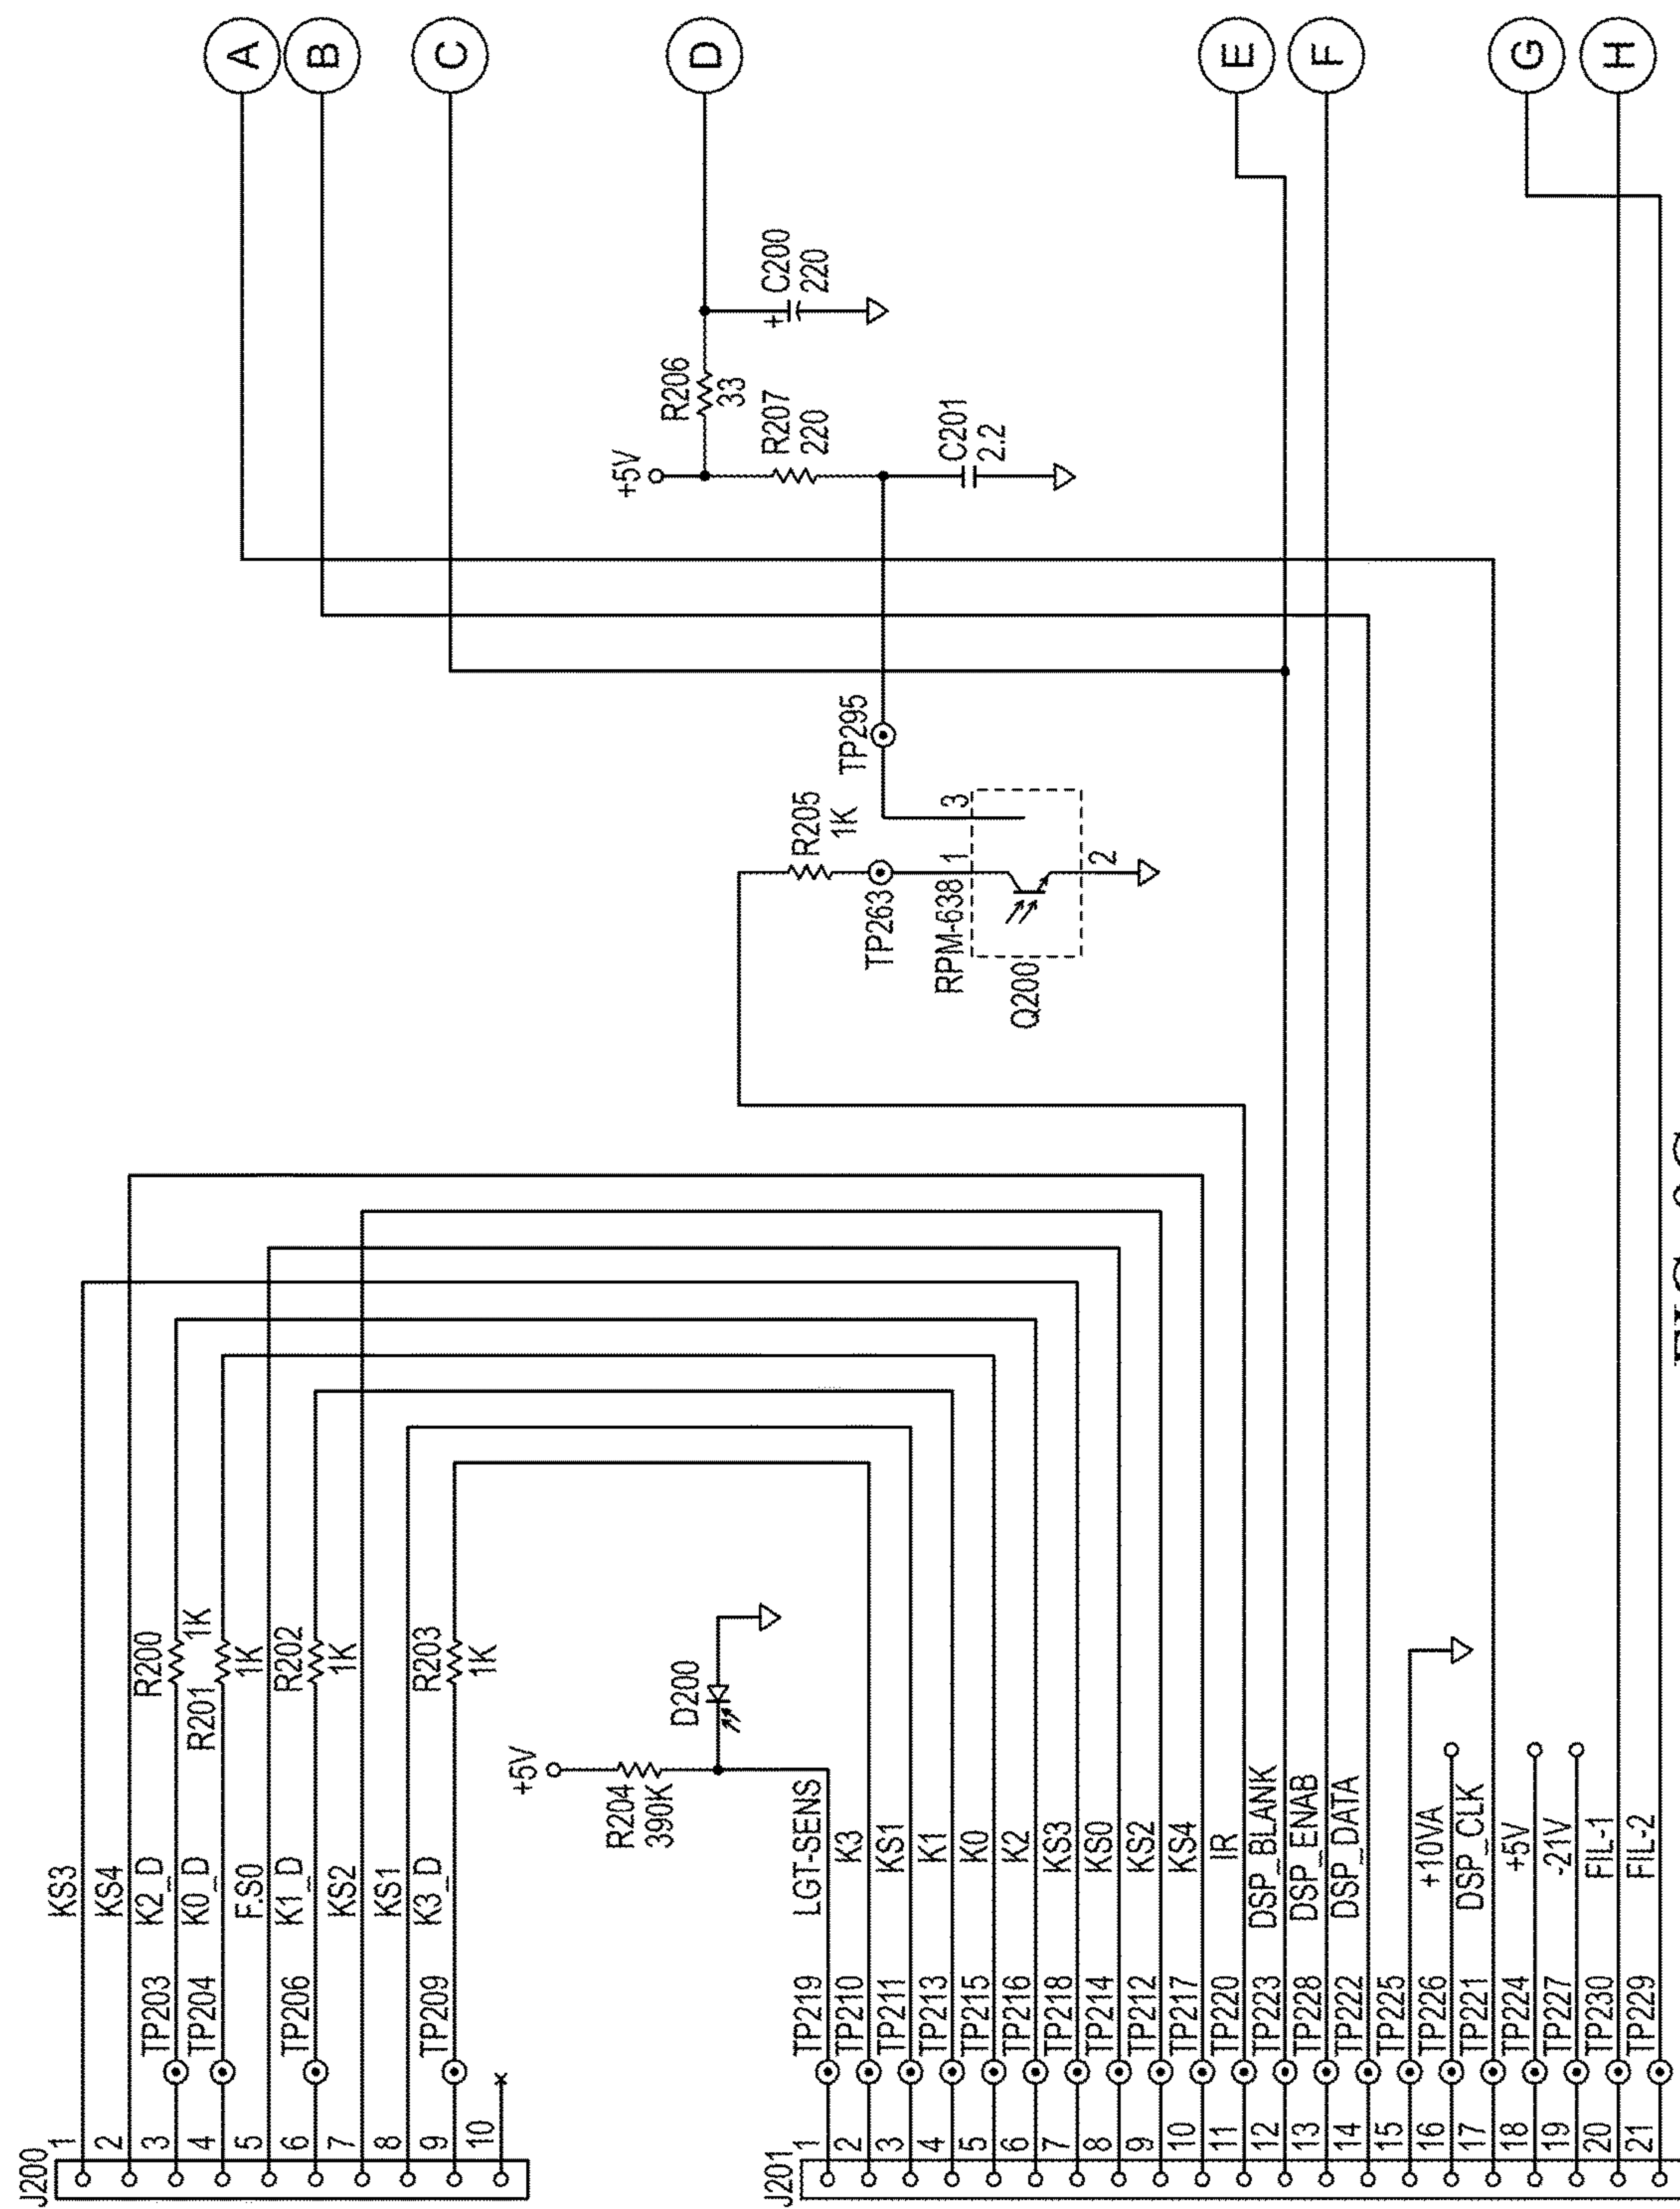 A
B
C
D
E
F
G
H
C200
+
220
R206
33
R207
220
+5V
C201
2.2
TP295
R205
1K
TP263
RPM-638
1
3
2
Q200
R200
1K
R201
1K
R202
1K
R203
1K
D200
+5V
R204
390K
J200
1
KS3
2
KS4
3
TP203
K2_D
4
TP204
K0_D
5
F.S0
6
TP206
K1_D
7
KS2
8
KS1
9
TP209
K3_D
10
J201
1
TP219
LGT-SENS
2
TP210
K3
3
TP211
KS1
4
TP213
K1
5
TP215
K0
6
TP216
K2
7
TP218
KS3
8
TP214
KS0
9
TP212
KS2
10
TP217
KS4
11
TP220
IR
12
TP223
DSP_BLANK
13
TP228
DSP_ENAB
14
TP222
DSP_DATA
15
TP225
16
TP226
+10VA
17
TP221
DSP_CLK
18
TP224
+5V
19
TP227
-21V
20
TP230
FIL-1
21
TP229
FIL-2